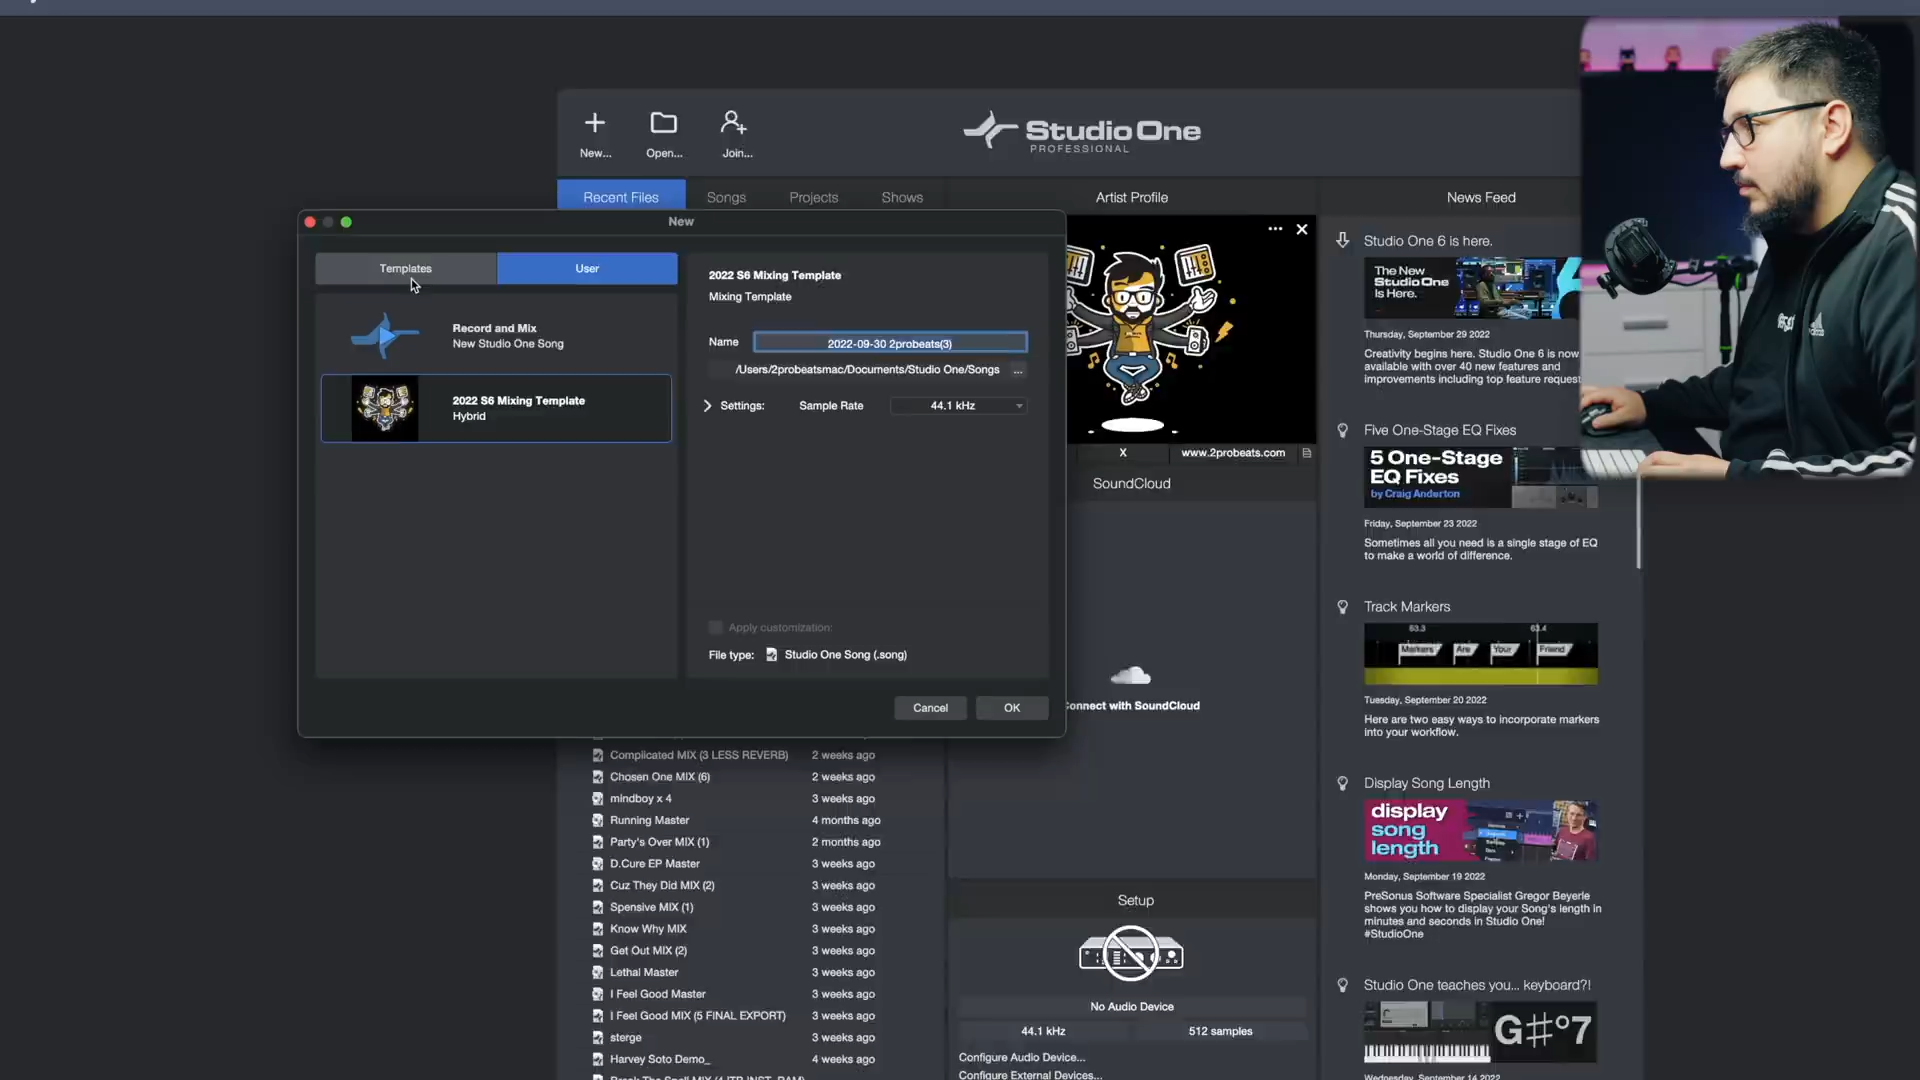 New...
Open...
Join...
Studio One
PROFESSIONAL
Recent Files
Songs
Projects
Shows
Artist Profile
News Feed
New
Templates
User
Record and Mix
New Studio One Song
2022 S6 Mixing Template
Hybrid
2022 S6 Mixing Template
Mixing Template
Name
2022-09-30 2probeats(3)
/Users/2probeatsmac/Documents/Studio One/Songs
...
Settings:
Sample Rate
44.1 kHz
Apply customization:
File type:
Studio One Song (.song)
Cancel
OK
Complicated MIX (3 LESS REVERB) 2 weeks ago
Chosen One MIX (6) 2 weeks ago
mindboy x 4 3 weeks ago
Running Master 4 months ago
Party's Over MIX (1) 2 months ago
D.Cure EP Master 3 weeks ago
Cuz They Did MIX (2) 3 weeks ago
Spensive MIX (1) 3 weeks ago
Know Why MIX 3 weeks ago
Get Out MIX (2) 3 weeks ago
Lethal Master 3 weeks ago
I Feel Good Master 3 weeks ago
I Feel Good MIX (5 FINAL EXPORT) 3 weeks ago
sterge 3 weeks ago
Harvey Soto Demo_ 4 weeks ago
X
www.2probeats.com
SoundCloud
onnect with SoundCloud
Setup
No Audio Device
44.1 kHz
512 samples
Configure Audio Device...
Configure External Devices...
Studio One 6 is here.
The New
Studio One
Is Here.
Thursday, September 29 2022
Creativity begins here. Studio One 6 is now
available with over 40 new features and
improvements including top feature request
Five One-Stage EQ Fixes
5 One-Stage
EQ Fixes
by Craig Anderton
Friday, September 23 2022
Sometimes all you need is a single stage of EQ
to make a world of difference.
Track Markers
63.3
63.4
Markers
Are
Your
Friend
Tuesday, September 20 2022
Here are two easy ways to incorporate markers
into your workflow.
Display Song Length
display
song
length
Monday, September 19 2022
PreSonus Software Specialist Gregor Beyerle
shows you how to display your Song's length in
minutes and seconds in Studio One!
#StudioOne
Studio One teaches you... keyboard?!
G#°7
Wednesday, September 14 2022